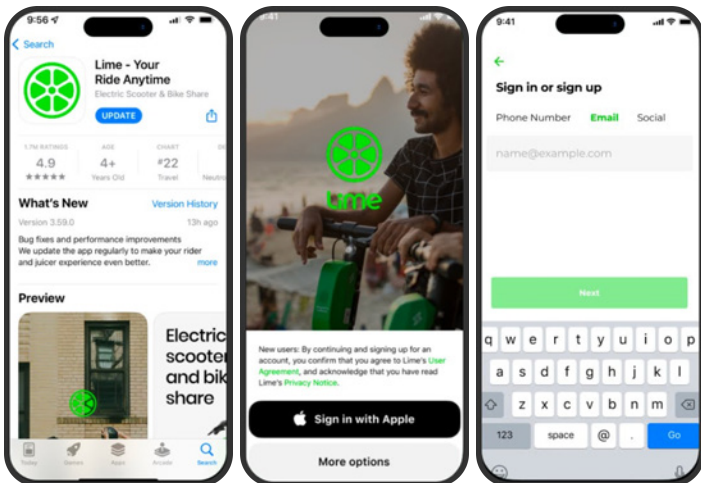 9:56
Search
Lime - Your
Ride Anytime
Electric Scooter & Bike Share
UPDATE
1.7M RATINGS
AGE
CHART
4.9
4+
#22
Years Old
Travel
What's New
Version History
Version 3.59.0
13h ago
Bug fixes and performance improvements
We update the app regularly to make your rider
and juicer experience even better.
more
Preview
Electric
scooter
and bik
share
Today
Games
Apps
Arcade
Search
9:41
Lime
New users: By continuing and signing up for an
account, you confirm that you agree to Lime's User
Agreement, and acknowledge that you have read
Lime's Privacy Notice.
Sign in with Apple
More options
9:41
Sign in or sign up
Phone Number
Email
Social
name@example.com
Next
q w e r t y u i o p
a s d f g h j k l
z x c v b n m
123
space
@
.
Go